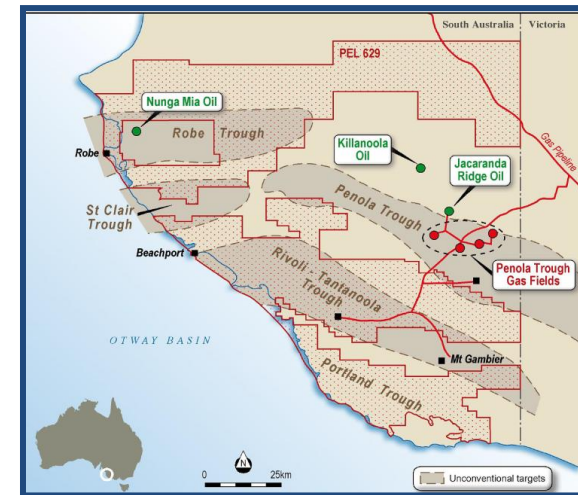 South Australia
Victoria
PEL 629
Nunga Mia Oil
Robe Trough
Robe
Killanoola
Oil
Jacaranda
Ridge Oil
Gas Pipeline
St Clair
Trough
Penola Trough
Beachport
Rivoli - Tantanoola
Trough
Penola Trough
Gas Fields
OTWAY BASIN
Mt Gambier
Portland Trough
N
0
25km
Unconventional targets